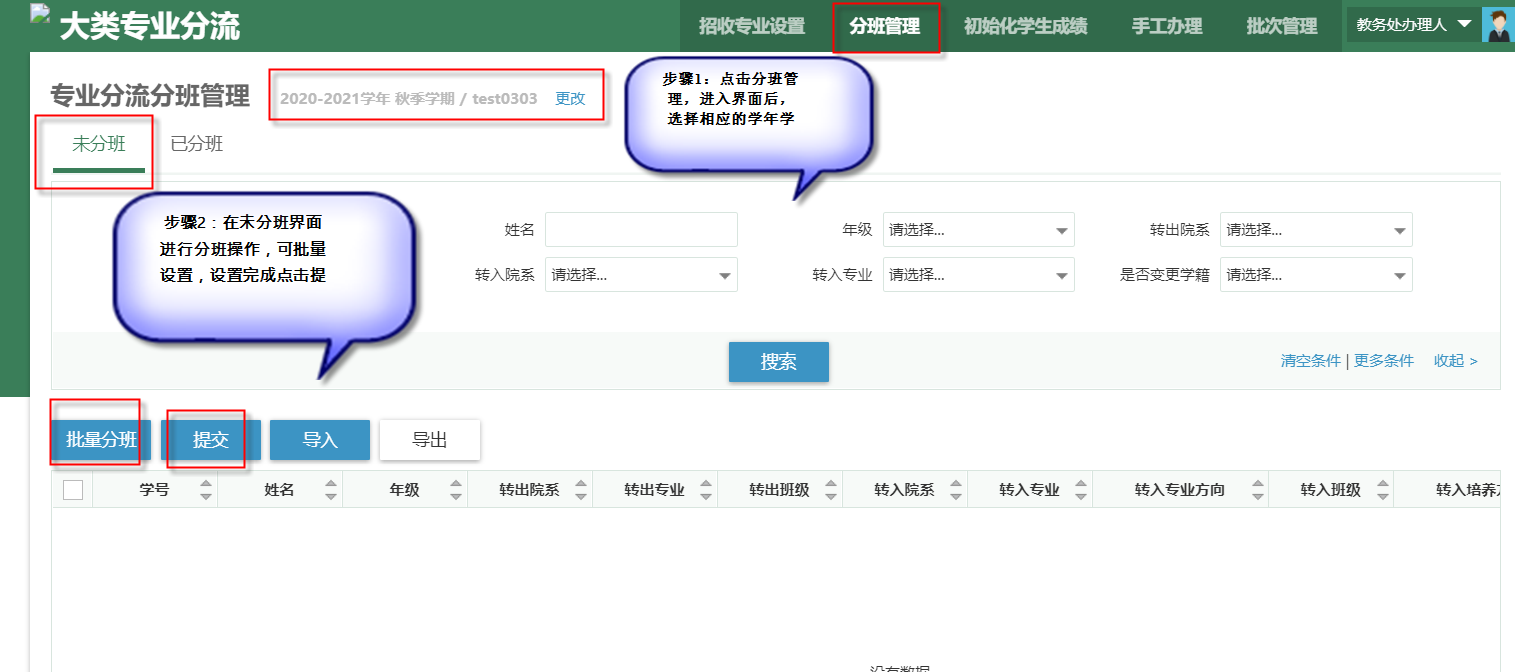 大类专业分流
招收专业设置 分班管理 初始化学生成绩 手工办理 批次管理 教务处办理人
专业分流分班管理 2020-2021学年 秋季学期 / test0303 更改
步骤1：点击分班管
理，进入界面后，
选择相应的学年学
未分班 已分班
步骤2：在未分班界面
进行分班操作，可批量
设置，设置完成点击提
姓名 年级 请选择... 转出院系 请选择...
转入院系 请选择... 转入专业 请选择... 是否变更学籍 请选择...
搜索 清空条件 | 更多条件 收起 >
批量分班 提交 导入 导出
学号 姓名 年级 转出院系 转出专业 转出班级 转入院系 转入专业 转入专业方向 转入班级 转入培养
没有数据